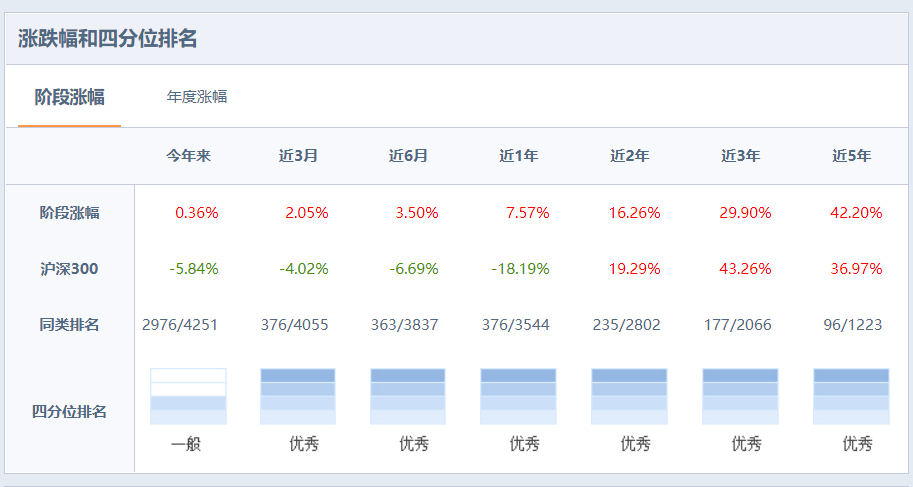 涨跌幅和四分位排名
阶段涨幅 年度涨幅
今年来 近3月 近6月 近1年 近2年 近3年 近5年
阶段涨幅 0.36% 2.05% 3.50% 7.57% 16.26% 29.90% 42.20%
沪深300 -5.84% -4.02% -6.69% -18.19% 19.29% 43.26% 36.97%
同类排名 2976/4251 376/4055 363/3837 376/3544 235/2802 177/2066 96/1223
四分位排名
一般 优秀 优秀 优秀 优秀 优秀 优秀